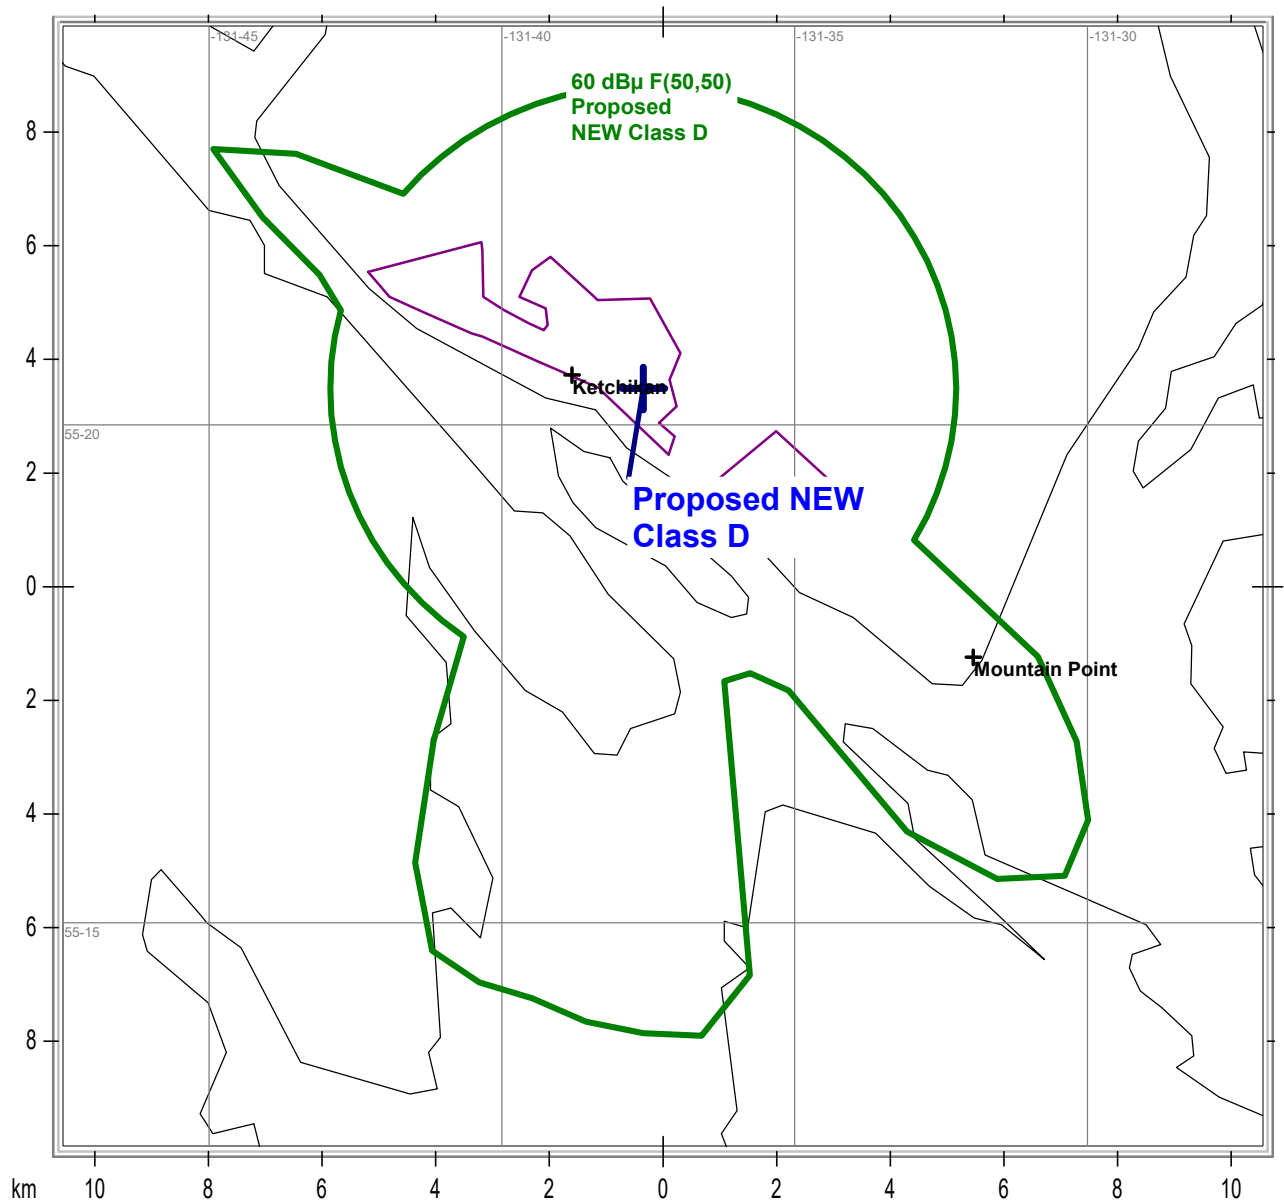 -131-45
-131-40
-131-35
-131-30
60 dBµ F(50,50)
Proposed
NEW Class D
8
6
4
Ketchikan
55-20
2
Proposed NEW
Class D
0
Mountain Point
2
4
55-15
6
8
km 10 8 6 4 2 0 2 4 6 8 10